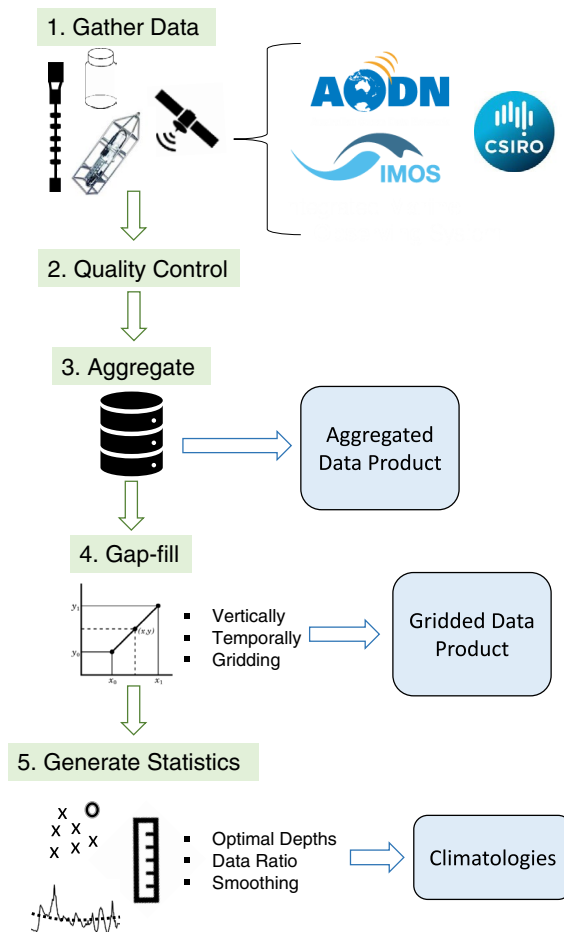 1. Gather Data
AODN
CSIRO
IMOS
2. Quality Control
3. Aggregate
Aggregated
Data Product
4. Gap-fill
y₁
(x,y)
y₀
x₀
x₁
▪ Vertically
▪ Temporally
▪ Gridding
Gridded Data
Product
5. Generate Statistics
x
x x
x x
x x
▪ Optimal Depths
▪ Data Ratio
▪ Smoothing
Climatologies